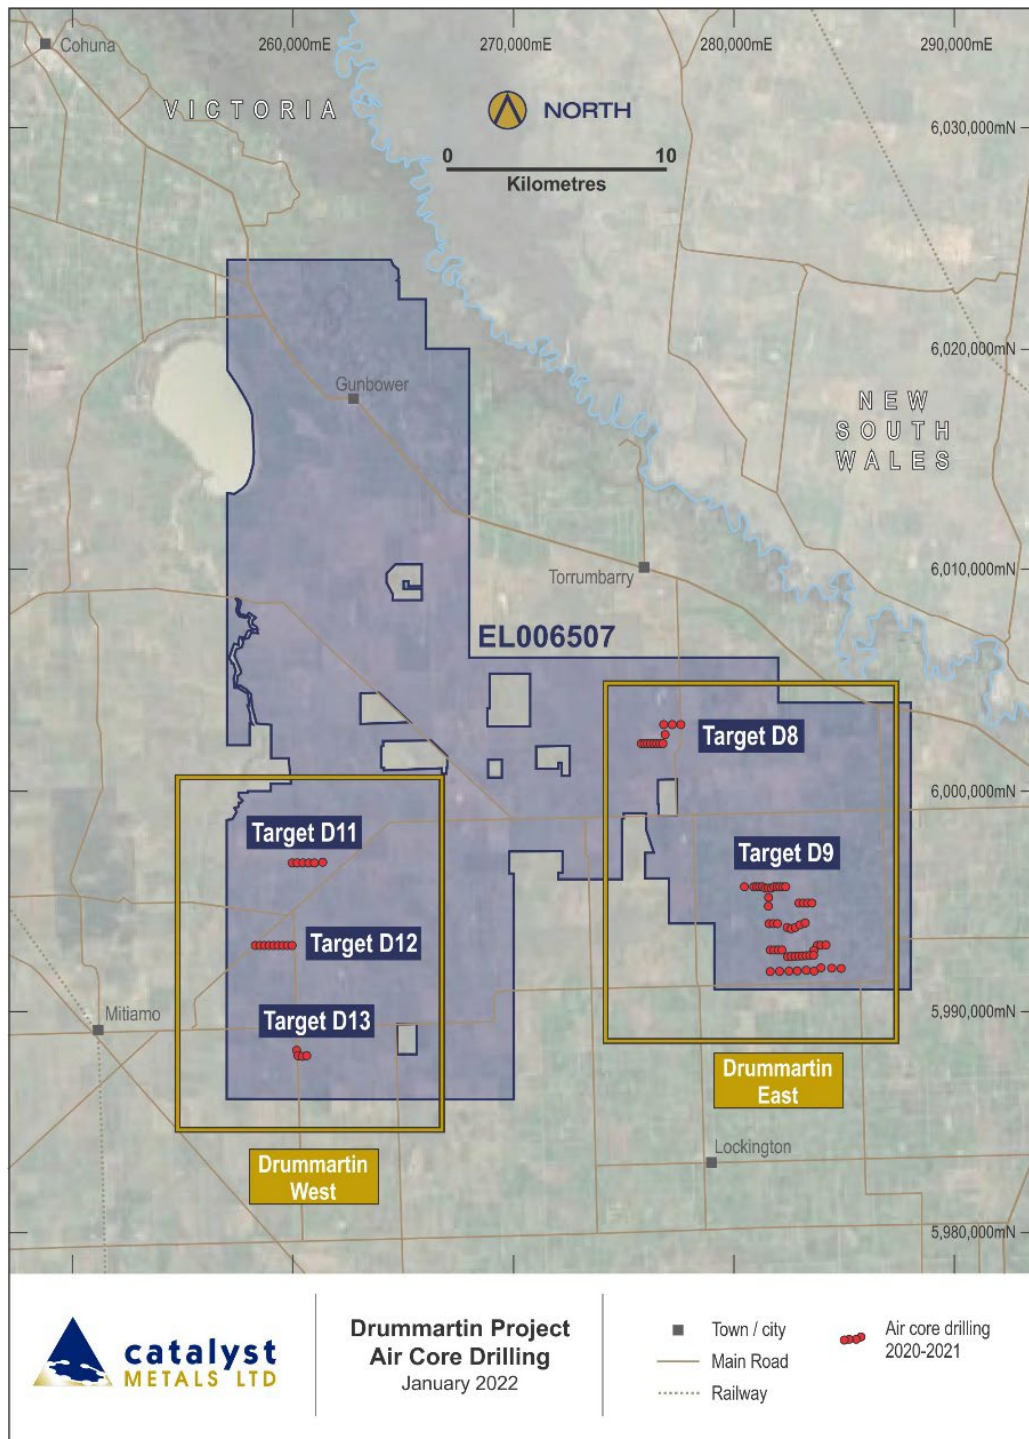 260,000mE
270,000mE
280,000mE
290,000mE
Cohuna
VICTORIA
NORTH
6,030,000mN
0
10
Kilometres
6,020,000mN
Gunbower
NEW
SOUTH
WALES
Torrumbarry
6,010,000mN
EL006507
Target D8
6,000,000mN
Target D11
Target D9
Target D12
Target D13
Mitiamo
5,990,000mN
Drummartin
East
Lockington
Drummartin
West
5,980,000mN
catalyst
METALS LTD
Drummartin Project
Air Core Drilling
January 2022
Town / city
Main Road
Railway
Air core drilling
2020-2021